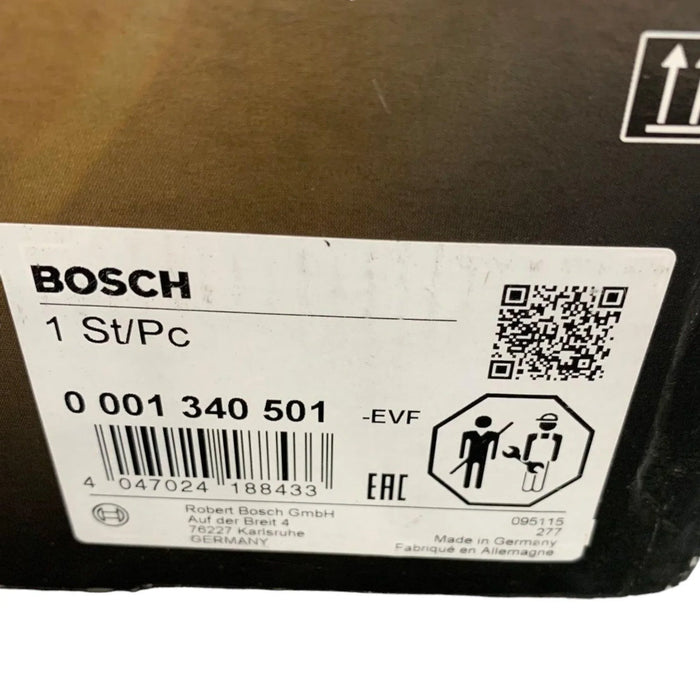 BOSCH
1 St/Pc
0 001 340 501 -EVF
4 047024 188433
EAC
Robert Bosch GmbH
Auf der Breit 4
76227 Karlsruhe
GERMANY
095115
277
Made in Germany
Fabriqué en Allemagne